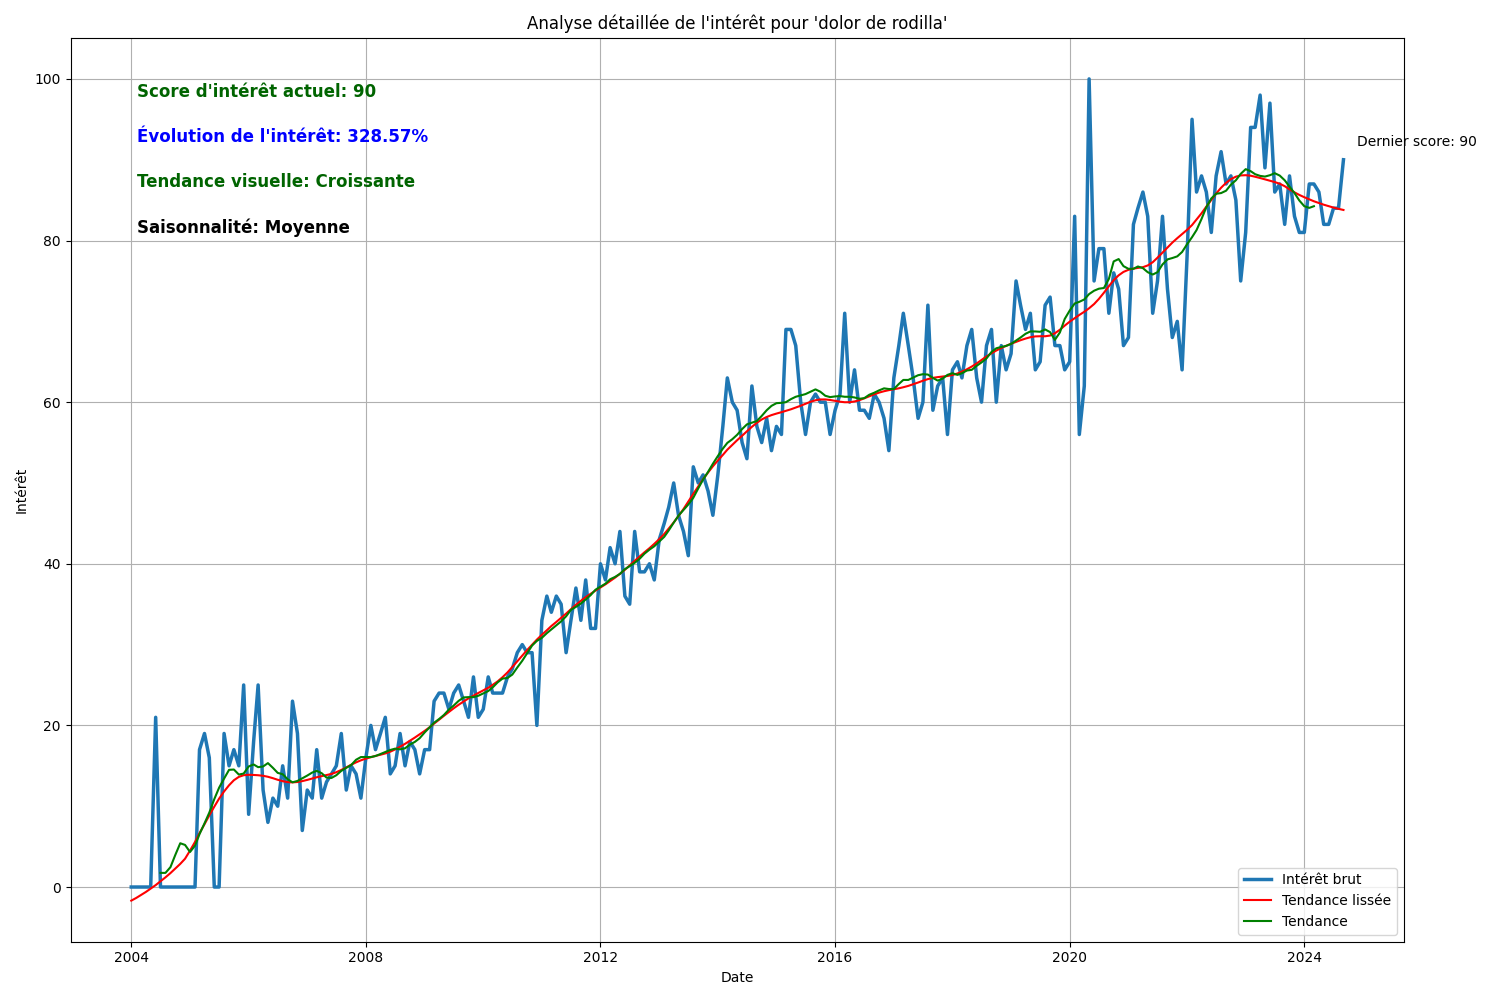 Analyse détaillée de l'intérêt pour 'dolor de rodilla'
100
80
60
40
20
0
Intérêt
Score d'intérêt actuel: 90
Évolution de l'intérêt: 328.57%
Tendance visuelle: Croissante
Saisonnalité: Moyenne
Dernier score: 90
Intérêt brut
Tendance lissée
Tendance
2004 2008 2012 2016 2020 2024
Date